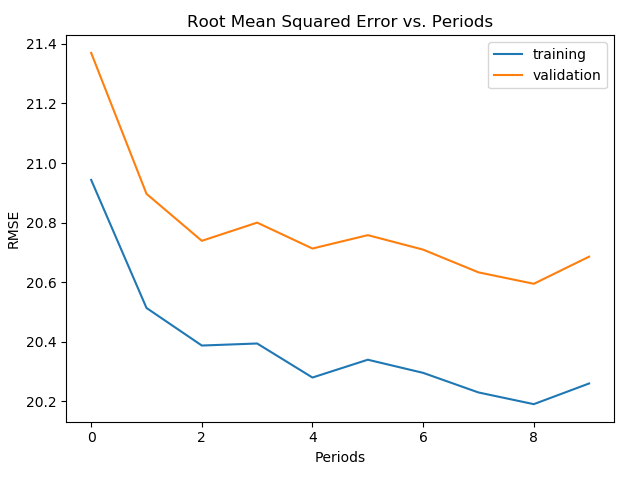 Root Mean Squared Error vs. Periods
training
validation
21.4
21.2
21.0
20.8
20.6
20.4
20.2
RMSE
0 2 4 6 8
Periods